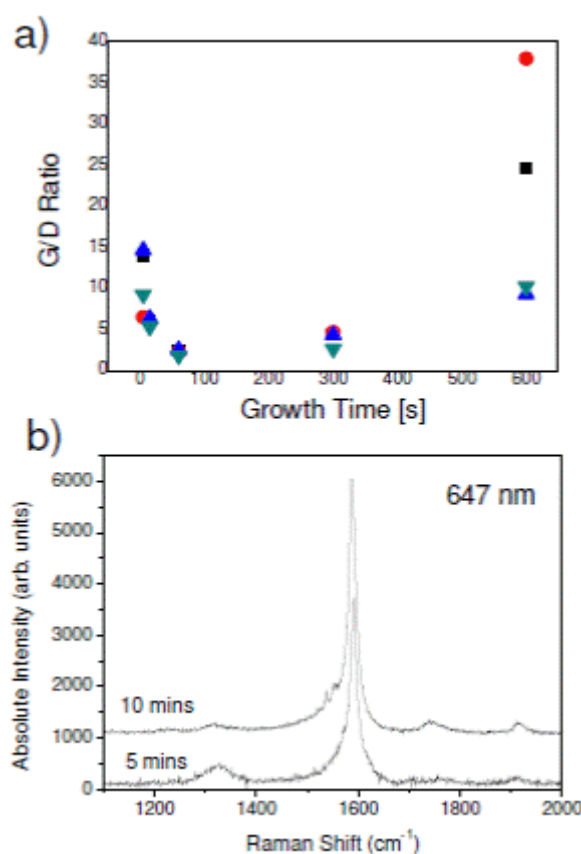 a)
40
35
30
25
20
15
10
5
0
G/D Ratio
0 100 200 300 400 500 600
Growth Time [s]
b)
6000
5000
4000
3000
2000
1000
0
Absolute Intensity (arb. units)
647 nm
10 mins
5 mins
1200 1400 1600 1800 2000
Raman Shift (cm⁻¹)